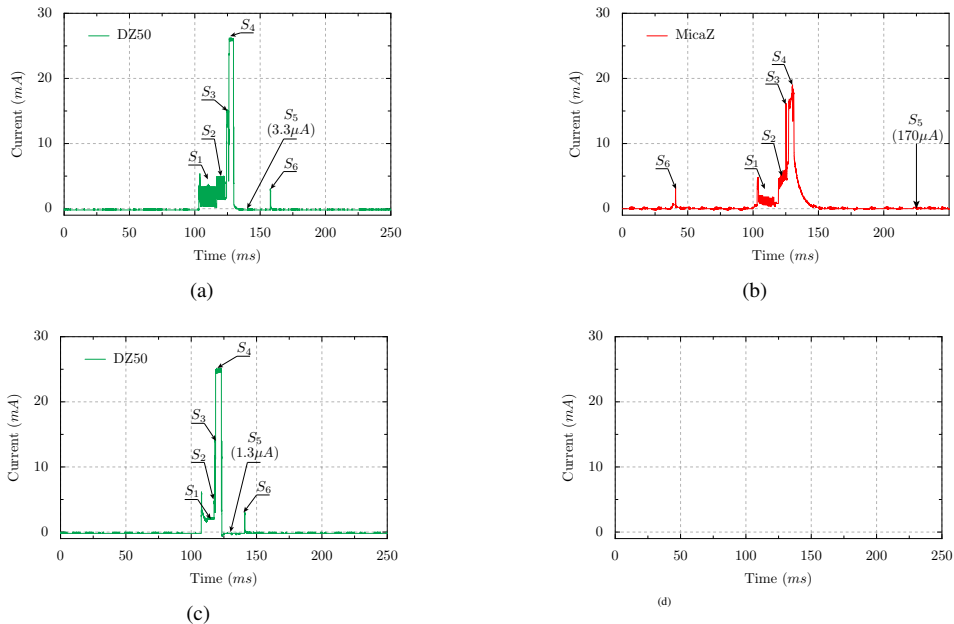 30
20
10
0
Current (mA)
DZ50
S₄
S₃
S₅
(3.3μA)
S₂
S₁
S₆
0 50 100 150 200 250
Time (ms)
(a)
30
20
10
0
Current (mA)
MicaZ
S₄
S₃
S₅
(170μA)
S₂
S₁
S₆
0 50 100 150 200
Time (ms)
(b)
30
20
10
0
Current (mA)
DZ50
S₄
S₃
S₅
(1.3μA)
S₂
S₁
S₆
0 50 100 150 200 250
Time (ms)
(c)
30
20
10
0
Current (mA)
0 50 100 150 200 250
Time (ms)
(d)